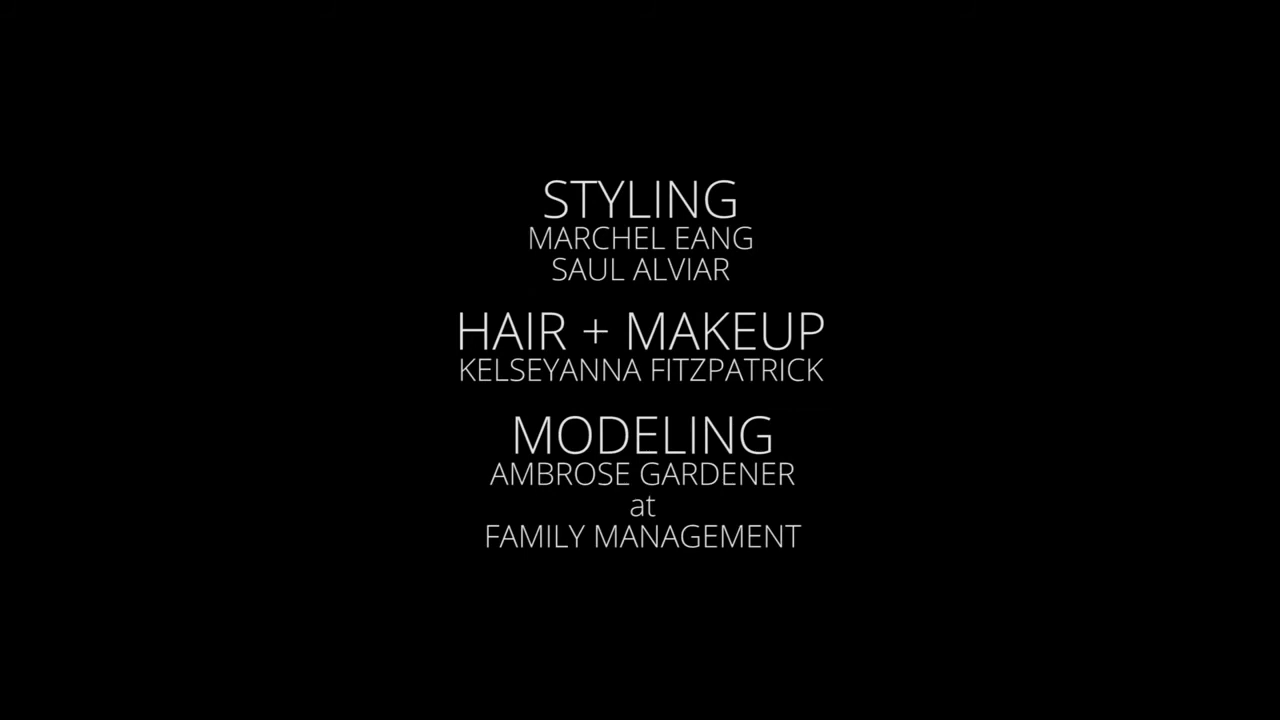 STYLING
MARCHEL EANG
SAUL ALVIAR
HAIR + MAKEUP
KELSEYANNA FITZPATRICK
MODELING
AMBROSE GARDENER
at
FAMILY MANAGEMENT